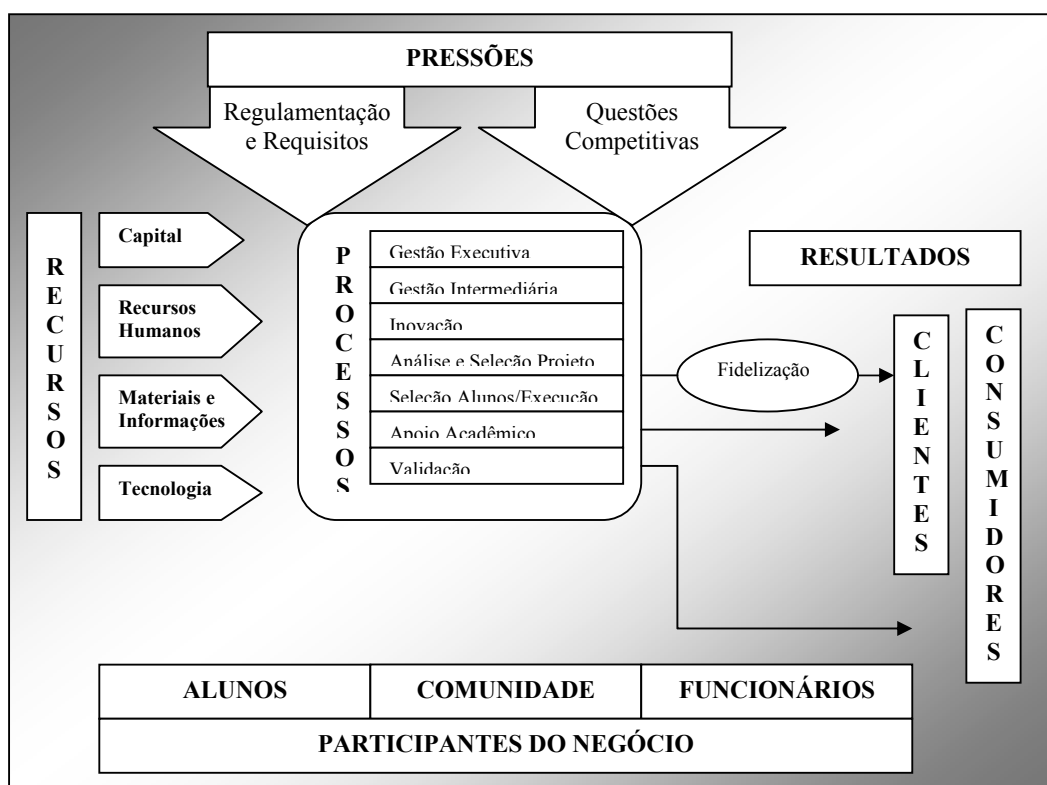 PRESSÕES
Regulamentação
e Requisitos
Questões
Competitivas
RECURSOS
Capital
Recursos
Humanos
Materiais e
Informações
Tecnologia
PROCESSOS
Gestão Executiva
Gestão Intermediária
Inovação
Análise e Seleção Projeto
Seleção Alunos/Execução
Apoio Acadêmico
Validação
Fidelização
RESULTADOS
CLIENTES
CONSUMIDORES
ALUNOS
COMUNIDADE
FUNCIONÁRIOS
PARTICIPANTES DO NEGÓCIO